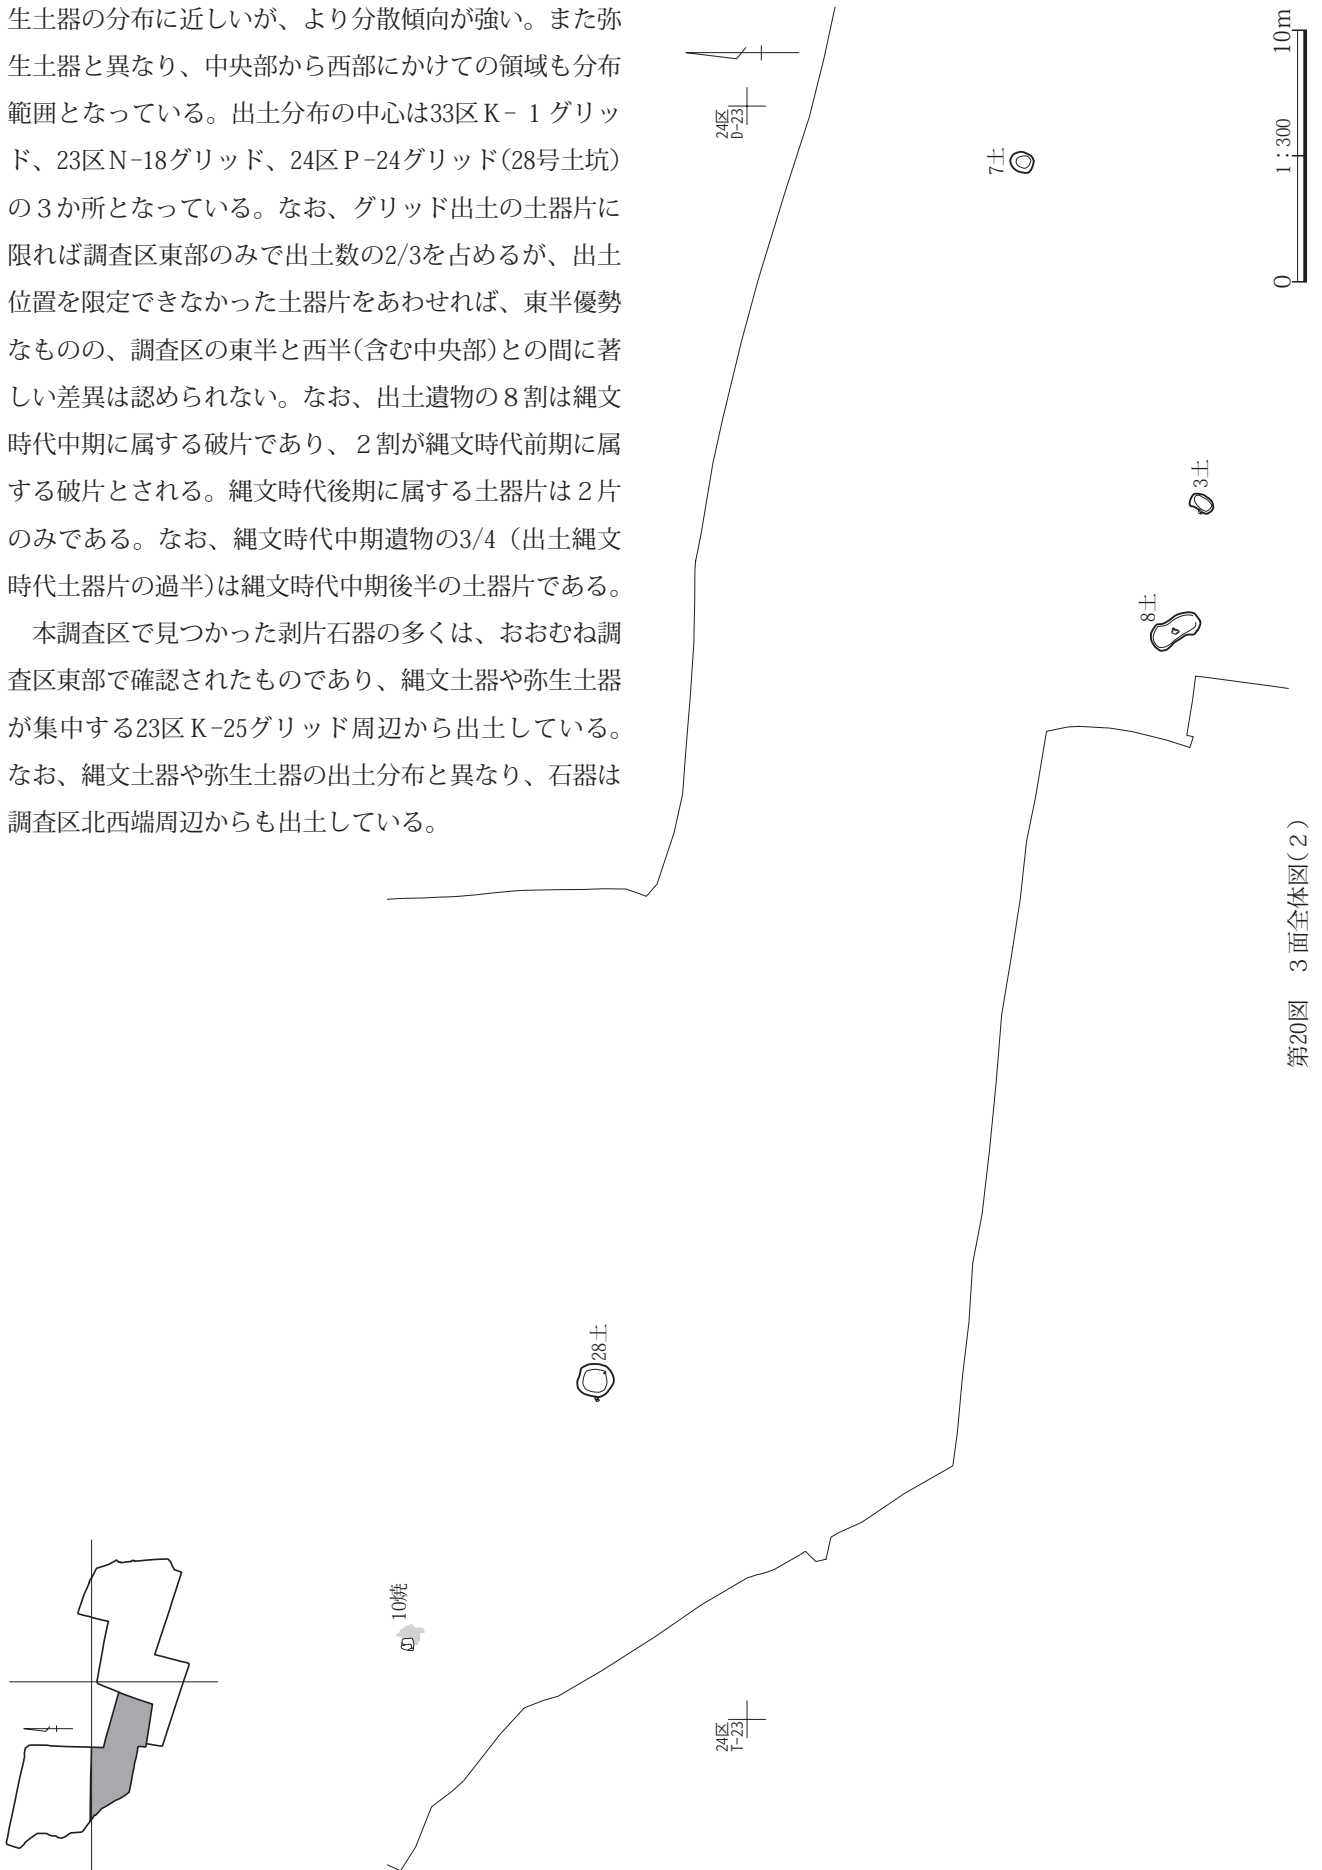 生土器の分布に近しいが、より分散傾向が強い。また弥
生土器と異なり、中央部から西部にかけての領域も分布
範囲となっている。出土分布の中心は33区K-1グリッ
ド、23区N-18グリッド、24区P-24グリッド(28号土坑)
の3か所となっている。なお、グリッド出土の土器片に
限れば調査区東部のみで出土数の2/3を占めるが、出土
位置を限定できなかった土器片をあわせれば、東半優勢
なものの、調査区の東半と西半(含む中央部)との間に著
しい差異は認められない。なお、出土遺物の8割は縄文
時代中期に属する破片であり、2割が縄文時代前期に属
する破片とされる。縄文時代後期に属する土器片は2片
のみである。なお、縄文時代中期遺物の3/4(出土縄文
時代土器片の過半)は縄文時代中期後半の土器片である。
　本調査区で見つかった剥片石器の多くは、おおむね調
査区東部で確認されたものであり、縄文土器や弥生土器
が集中する23区K-25グリッド周辺から出土している。
なお、縄文土器や弥生土器の出土分布と異なり、石器は
調査区北西端周辺からも出土している。
24区
D-23
7土
3土
8土
28土
10焼
24区
T-23
0
1:300
10m
第20図　3面全体図(2)